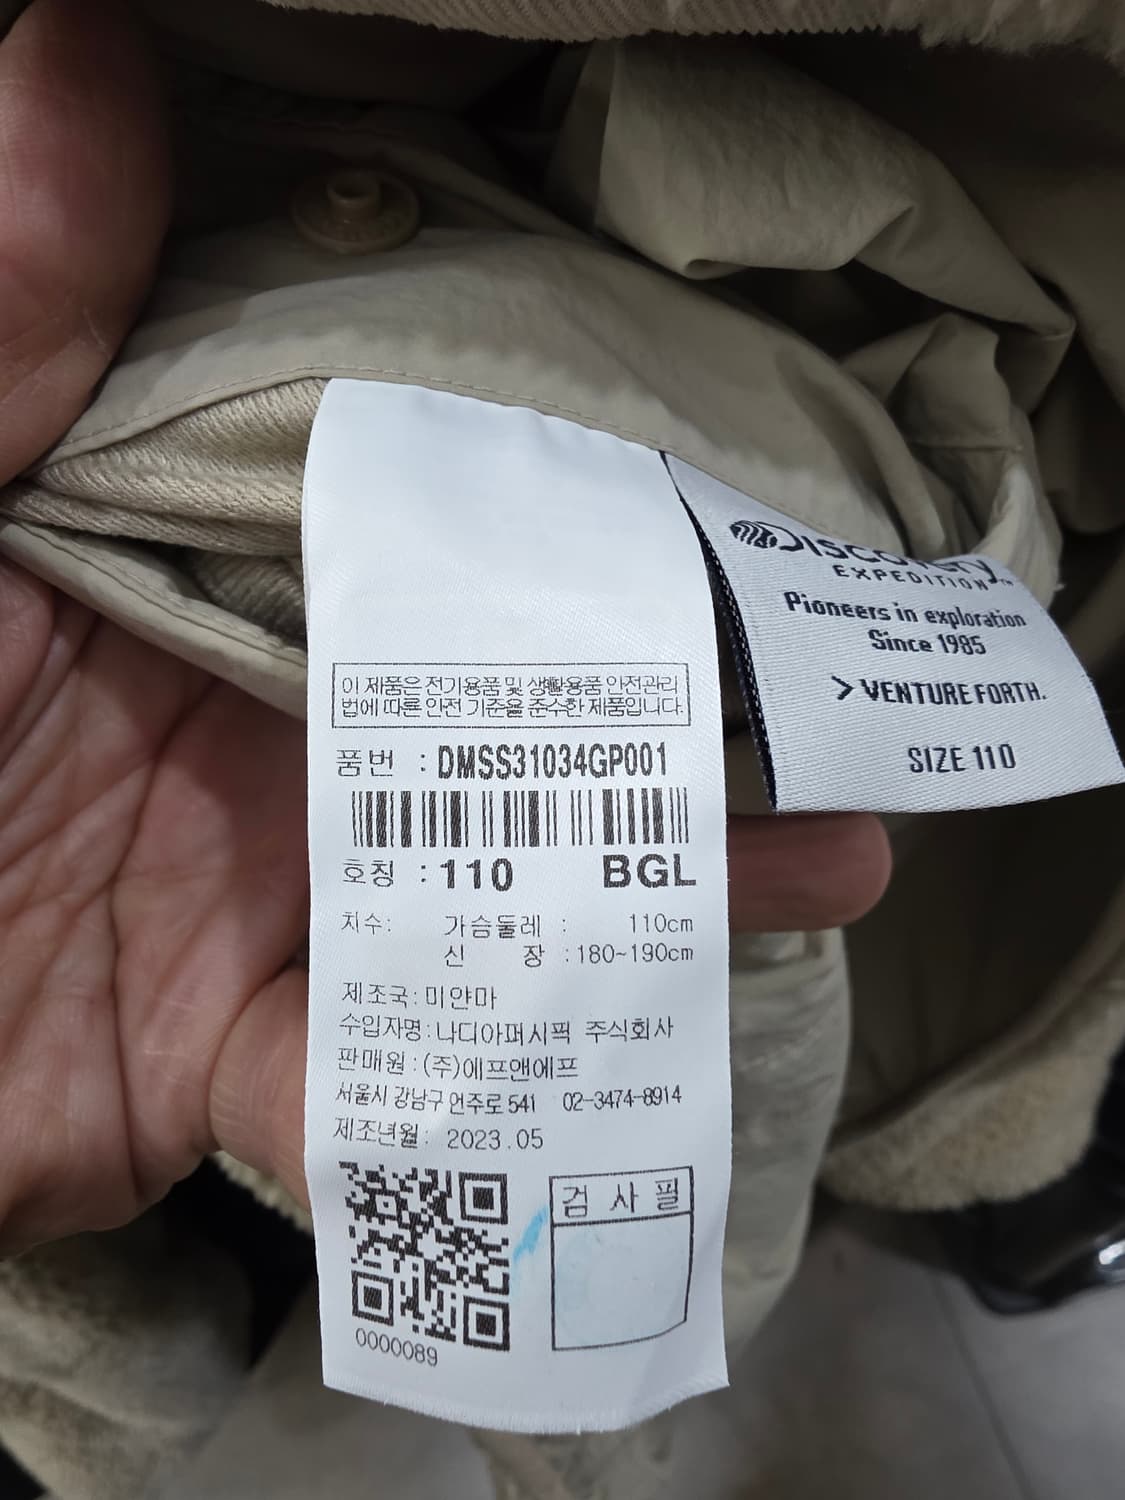 이 제품은 전기용품 및 생활용품 안전관리
법에 따른 안전 기준을 준수한 제품입니다.
품번 : DMSS31034GP001
호칭 : 110 BGL
치수: 가슴둘레 : 110cm
신 장 : 180~190cm
제조국: 미얀마
수입자명: 나디아퍼시픽 주식회사
판매원 : (주)에프앤에프
서울시 강남구 언주로 541 02-3474-8914
제조년월: 2023.05
검 사 필
0000089
DISCOVERY
EXPEDITION™
Pioneers in exploration
Since 1985
> VENTURE FORTH.
SIZE 110